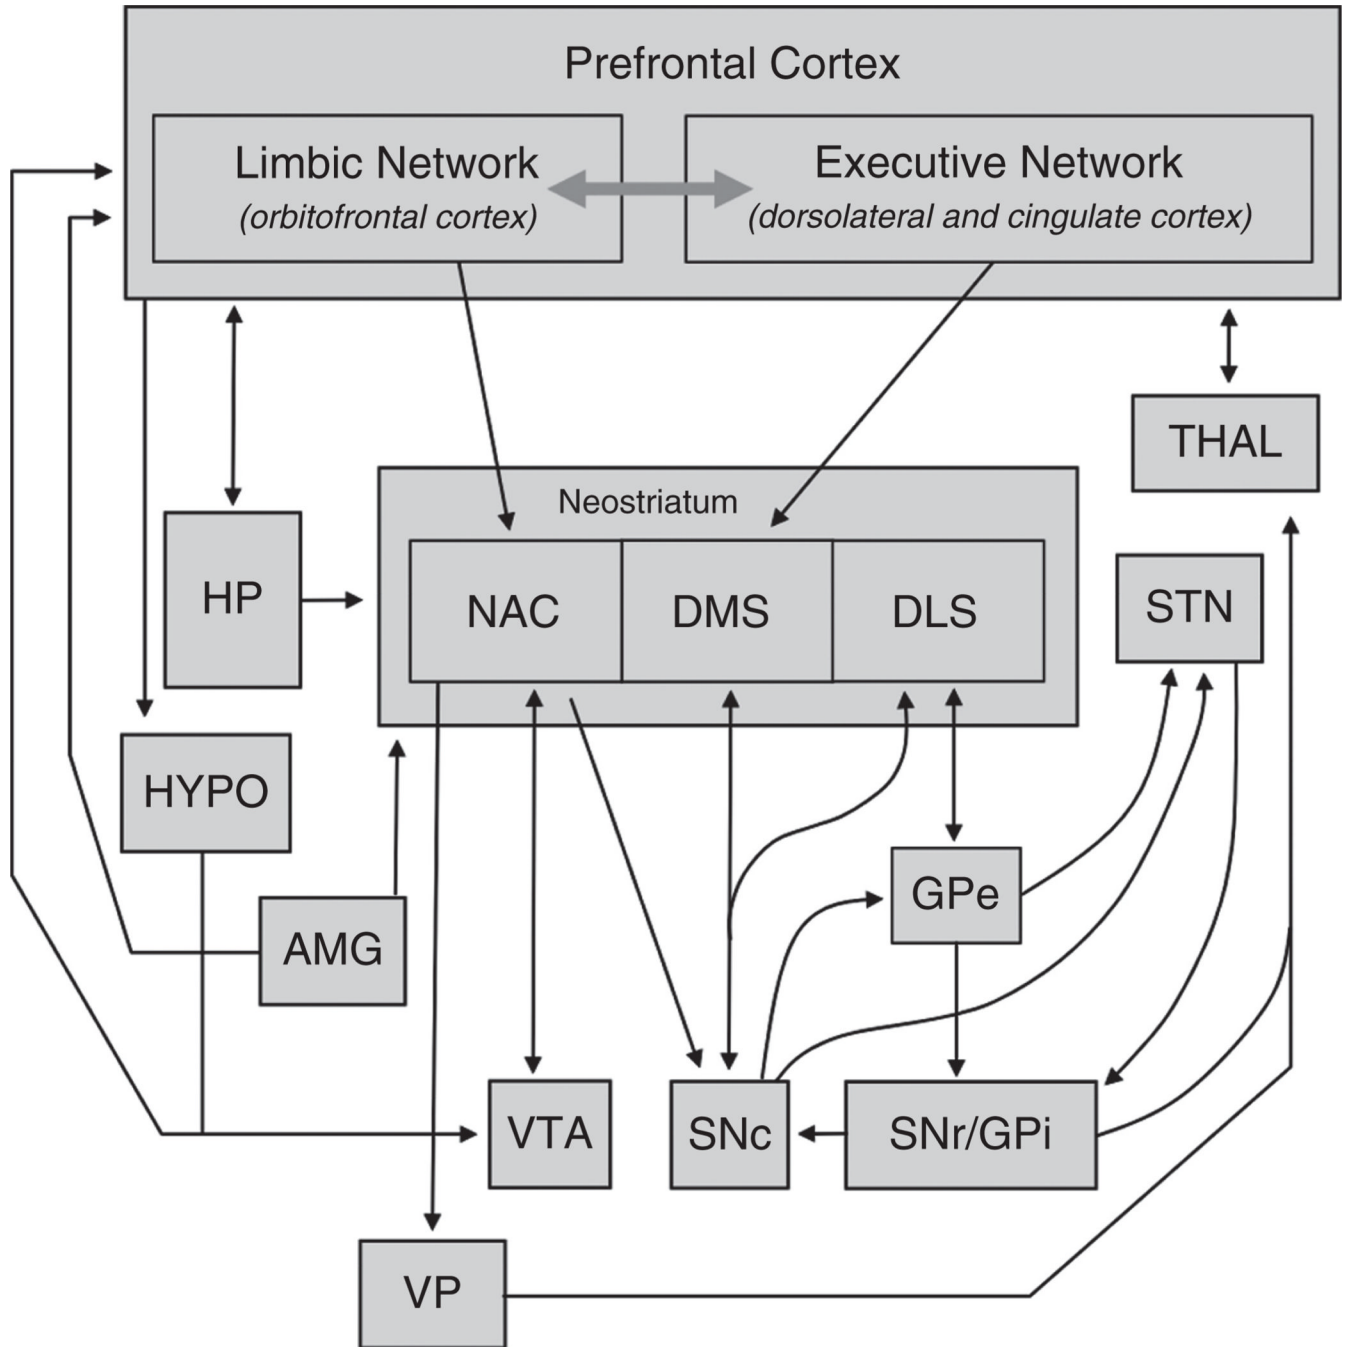 Prefrontal Cortex
Limbic Network
(orbitofrontal cortex)
Executive Network
(dorsolateral and cingulate cortex)
THAL
Neostriatum
HP
NAC
DMS
DLS
STN
HYPO
GPe
AMG
VTA
SNc
SNr/GPi
VP